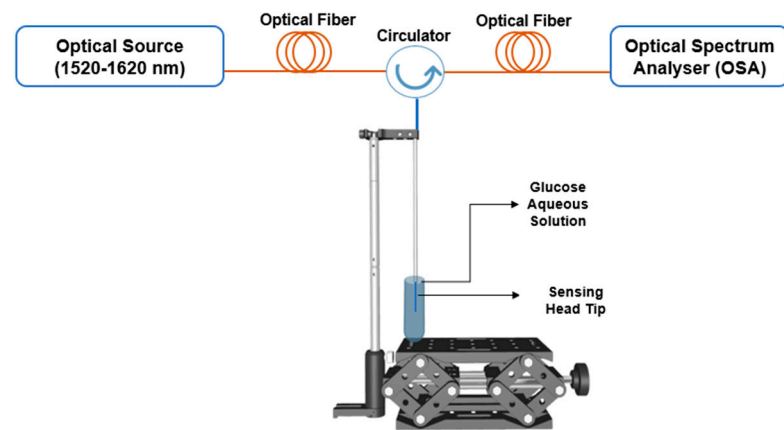 Optical Source
(1520-1620 nm)
Optical Fiber
Circulator
Optical Fiber
Optical Spectrum
Analyser (OSA)
Glucose
Aqueous
Solution
Sensing
Head Tip